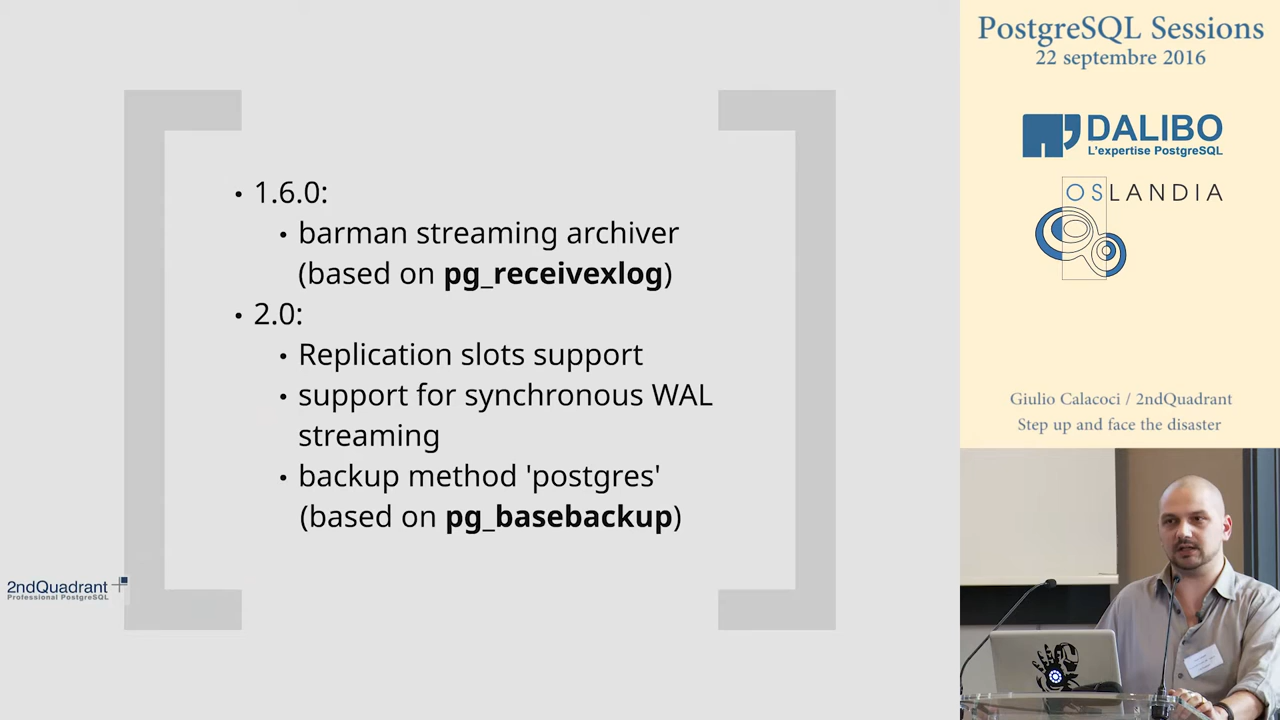 • 1.6.0:
• barman streaming archiver
(based on pg_receivexlog)
• 2.0:
• Replication slots support
• support for synchronous WAL
streaming
• backup method 'postgres'
(based on pg_basebackup)
2ndQuadrant
Professional PostgreSQL
PostgreSQL Sessions
22 septembre 2016
DALIBO
L'expertise PostgreSQL
OSLANDIA
Giulio Calacoci / 2ndQuadrant
Step up and face the disaster